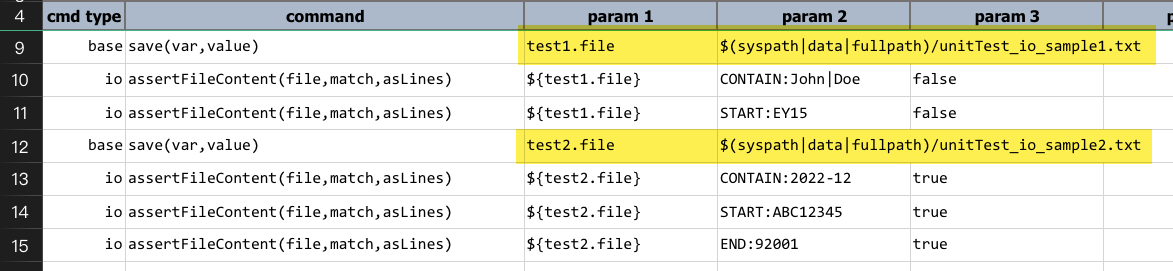 4 cmd type command param 1 param 2 param 3
9 base save(var,value) test1.file $(syspath|data|fullpath)/unitTest_io_sample1.txt
10 io assertFileContent(file,match,asLines) ${test1.file} CONTAIN:John|Doe false
11 io assertFileContent(file,match,asLines) ${test1.file} START:EY15 false
12 base save(var,value) test2.file $(syspath|data|fullpath)/unitTest_io_sample2.txt
13 io assertFileContent(file,match,asLines) ${test2.file} CONTAIN:2022-12 true
14 io assertFileContent(file,match,asLines) ${test2.file} START:ABC12345 true
15 io assertFileContent(file,match,asLines) ${test2.file} END:92001 true